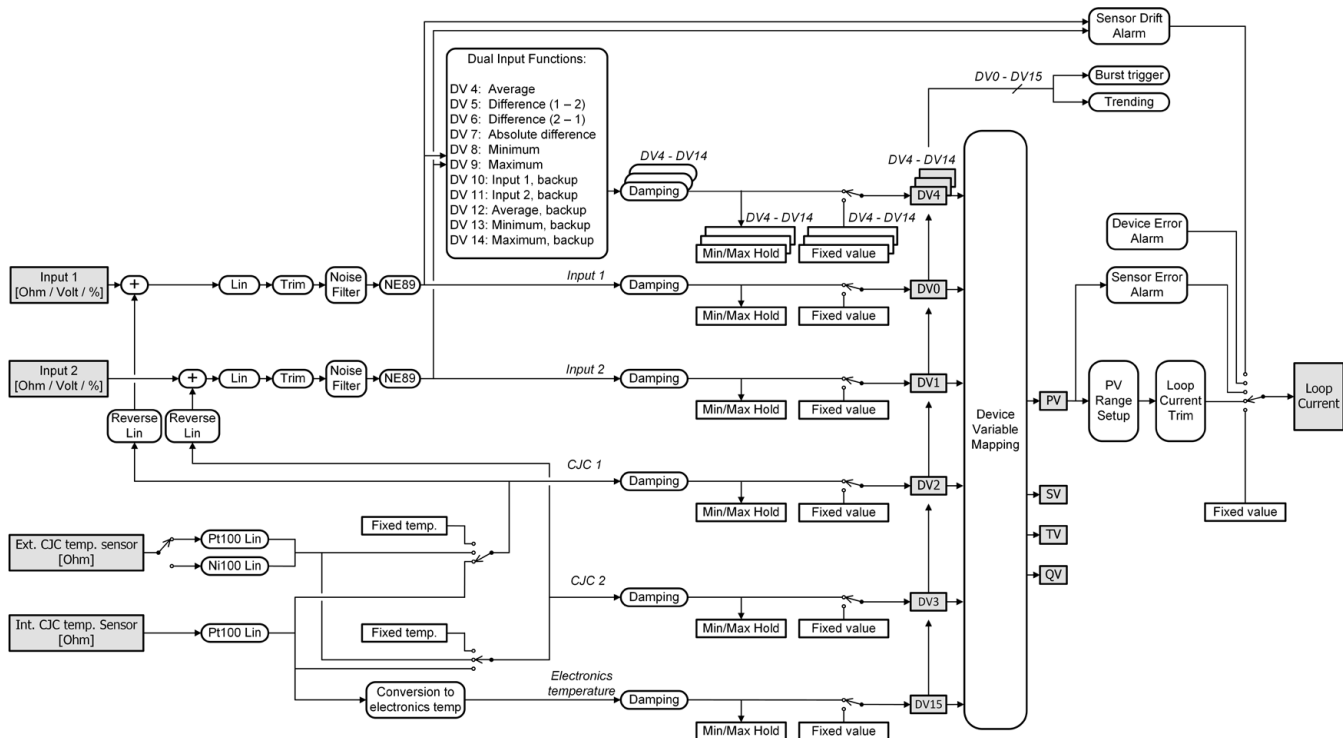 Sensor Drift
Alarm
Dual Input Functions:
DV 4: Average
DV 5: Difference (1 – 2)
DV 6: Difference (2 – 1)
DV 7: Absolute difference
DV 8: Minimum
DV 9: Maximum
DV 10: Input 1, backup
DV 11: Input 2, backup
DV 12: Average, backup
DV 13: Minimum, backup
DV 14: Maximum, backup
DV0 - DV15
Burst trigger
Trending
DV4 - DV14
Damping
DV4 - DV14
DV4
DV4 - DV14
Min/Max Hold
DV4 - DV14
Fixed value
Device Error
Alarm
Input 1
[Ohm / Volt / %]
+
Lin
Trim
Noise
Filter
NE89
Input 1
Damping
Min/Max Hold
Fixed value
DV0
Sensor Error
Alarm
Input 2
[Ohm / Volt / %]
+
Lin
Trim
Noise
Filter
NE89
Input 2
Damping
Min/Max Hold
Fixed value
DV1
Device
Variable
Mapping
PV
PV
Range
Setup
Loop
Current
Trim
Loop
Current
Reverse
Lin
Reverse
Lin
CJC 1
Damping
Min/Max Hold
Fixed value
DV2
SV
TV
QV
Fixed value
Ext. CJC temp. sensor
[Ohm]
Pt100 Lin
Ni100 Lin
Fixed temp.
CJC 2
Damping
Min/Max Hold
Fixed value
DV3
Int. CJC temp. Sensor
[Ohm]
Pt100 Lin
Fixed temp.
Conversion to
electronics temp
Electronics
temperature
Damping
Min/Max Hold
Fixed value
DV15